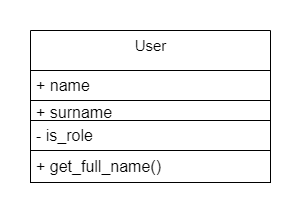 User
+ name
+ surname
- is_role
+ get_full_name()